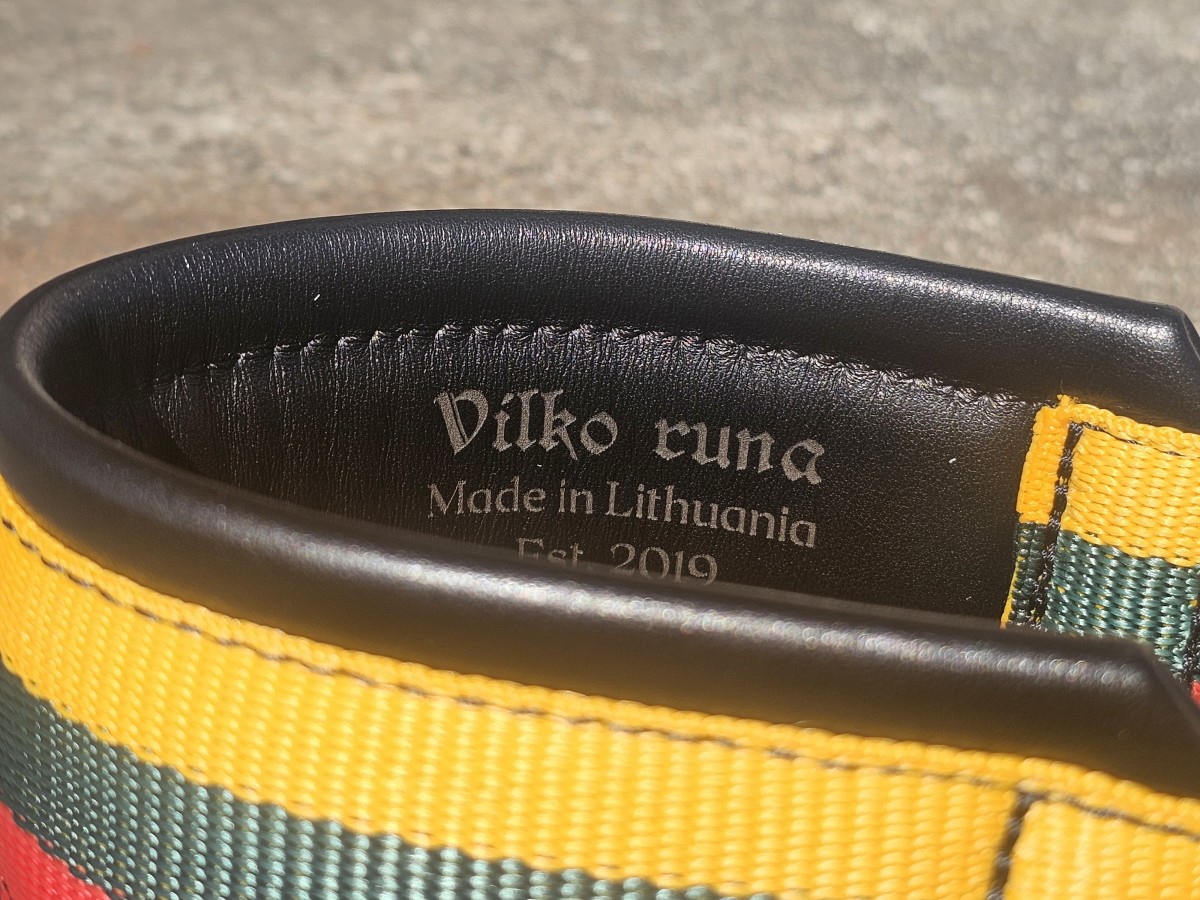 Vilko runa
Made in Lithuania
Est. 2019